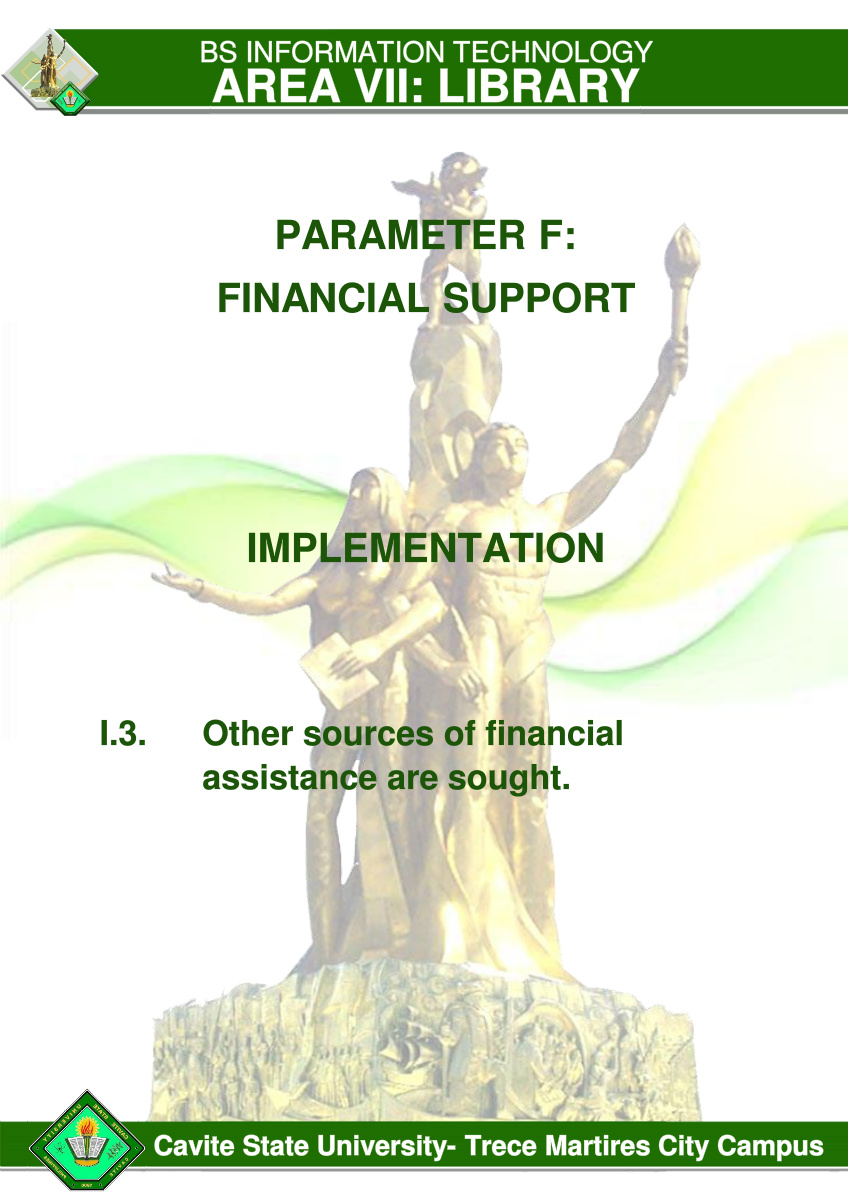 BS INFORMATION TECHNOLOGY
AREA VII: LIBRARY
PARAMETER F:
FINANCIAL SUPPORT
IMPLEMENTATION
I.3. Other sources of financial
assistance are sought.
Cavite State University- Trece Martires City Campus